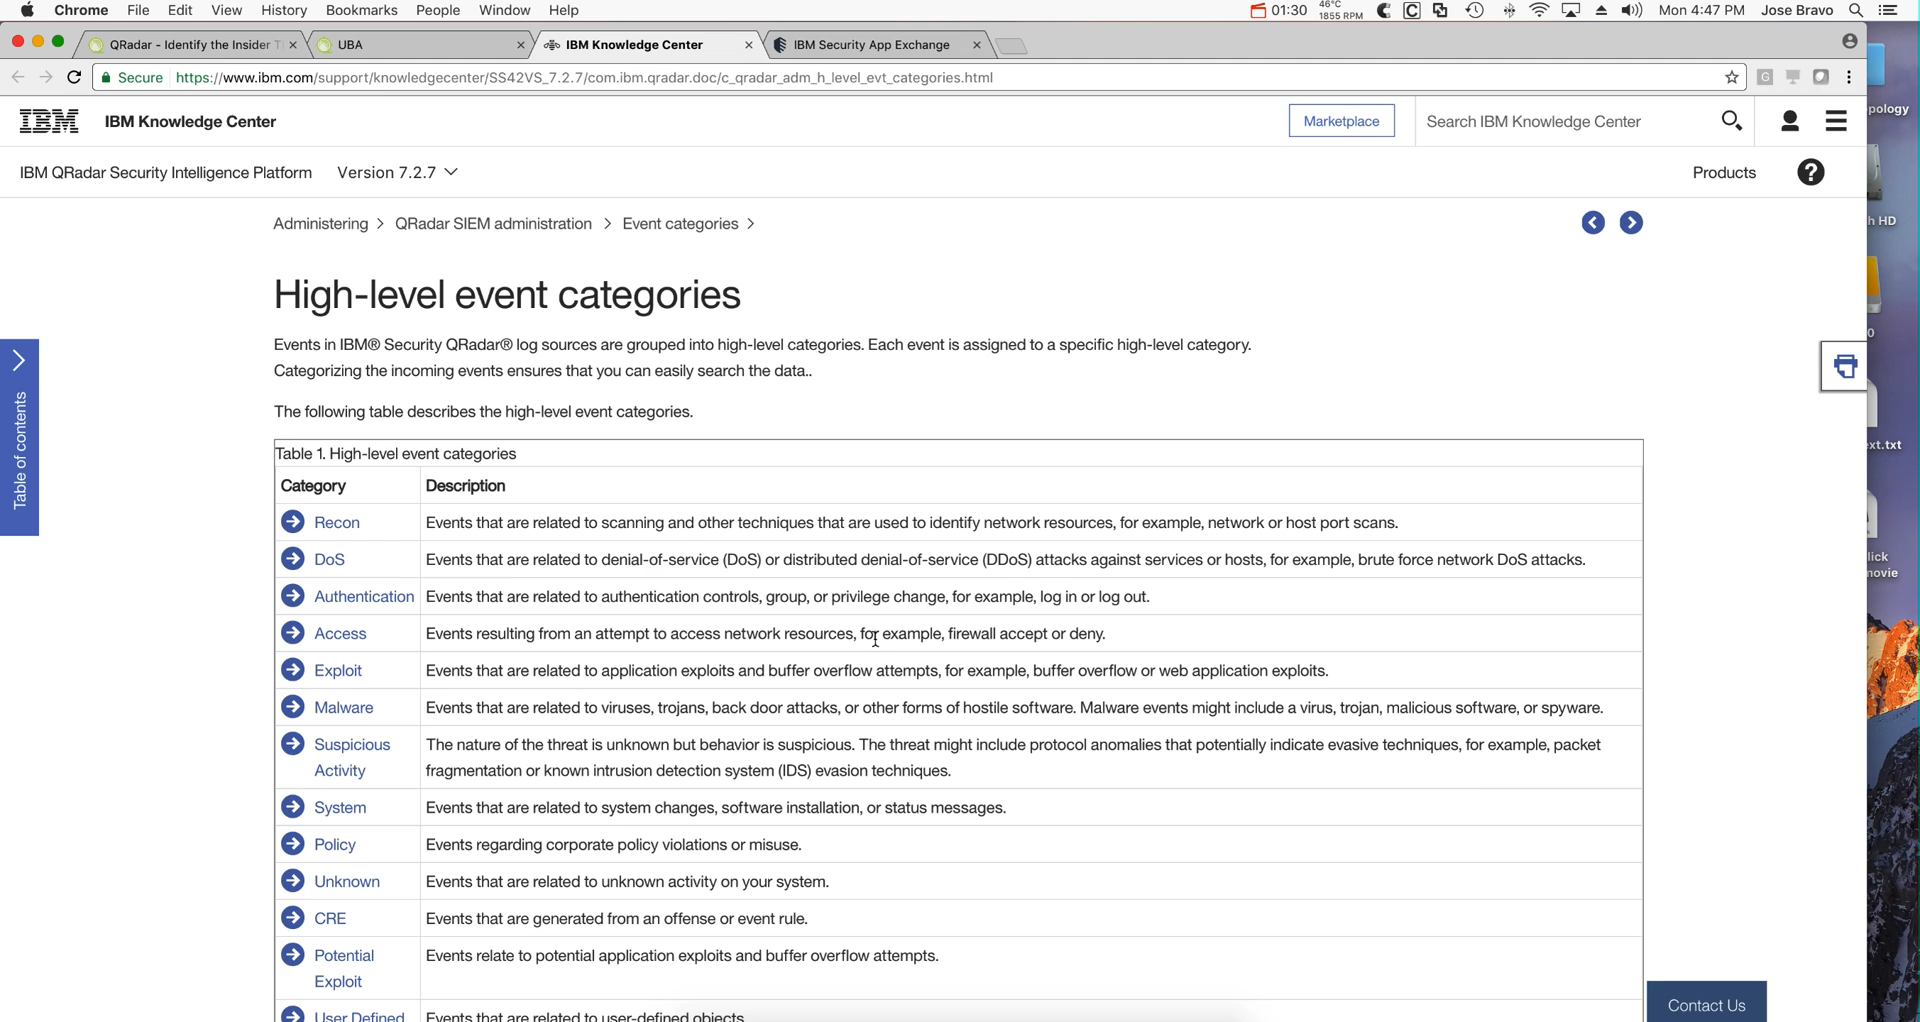 Chrome File Edit View History Bookmarks People Window Help 01:30 46°C 1855 RPM Mon 4:47 PM Jose Bravo
QRadar - Identify the Insider T UBA IBM Knowledge Center IBM Security App Exchange
Secure https://www.ibm.com/support/knowledgecenter/SS42VS_7.2.7/com.ibm.qradar.doc/c_qradar_adm_h_level_evt_categories.html
IBM IBM Knowledge Center Marketplace Search IBM Knowledge Center
IBM QRadar Security Intelligence Platform Version 7.2.7 Products ?
Administering > QRadar SIEM administration > Event categories >
High-level event categories
Events in IBM® Security QRadar® log sources are grouped into high-level categories. Each event is assigned to a specific high-level category.
Categorizing the incoming events ensures that you can easily search the data..
The following table describes the high-level event categories.
Table of contents
Table 1. High-level event categories
Category Description
Recon Events that are related to scanning and other techniques that are used to identify network resources, for example, network or host port scans.
DoS Events that are related to denial-of-service (DoS) or distributed denial-of-service (DDoS) attacks against services or hosts, for example, brute force network DoS attacks.
Authentication Events that are related to authentication controls, group, or privilege change, for example, log in or log out.
Access Events resulting from an attempt to access network resources, for example, firewall accept or deny.
Exploit Events that are related to application exploits and buffer overflow attempts, for example, buffer overflow or web application exploits.
Malware Events that are related to viruses, trojans, back door attacks, or other forms of hostile software. Malware events might include a virus, trojan, malicious software, or spyware.
Suspicious The nature of the threat is unknown but behavior is suspicious. The threat might include protocol anomalies that potentially indicate evasive techniques, for example, packet
Activity fragmentation or known intrusion detection system (IDS) evasion techniques.
System Events that are related to system changes, software installation, or status messages.
Policy Events regarding corporate policy violations or misuse.
Unknown Events that are related to unknown activity on your system.
CRE Events that are generated from an offense or event rule.
Potential Events relate to potential application exploits and buffer overflow attempts.
Exploit
User Defined Events that are related to user-defined objects
Contact Us
pology
h HD
0
ext.txt
lick
movie